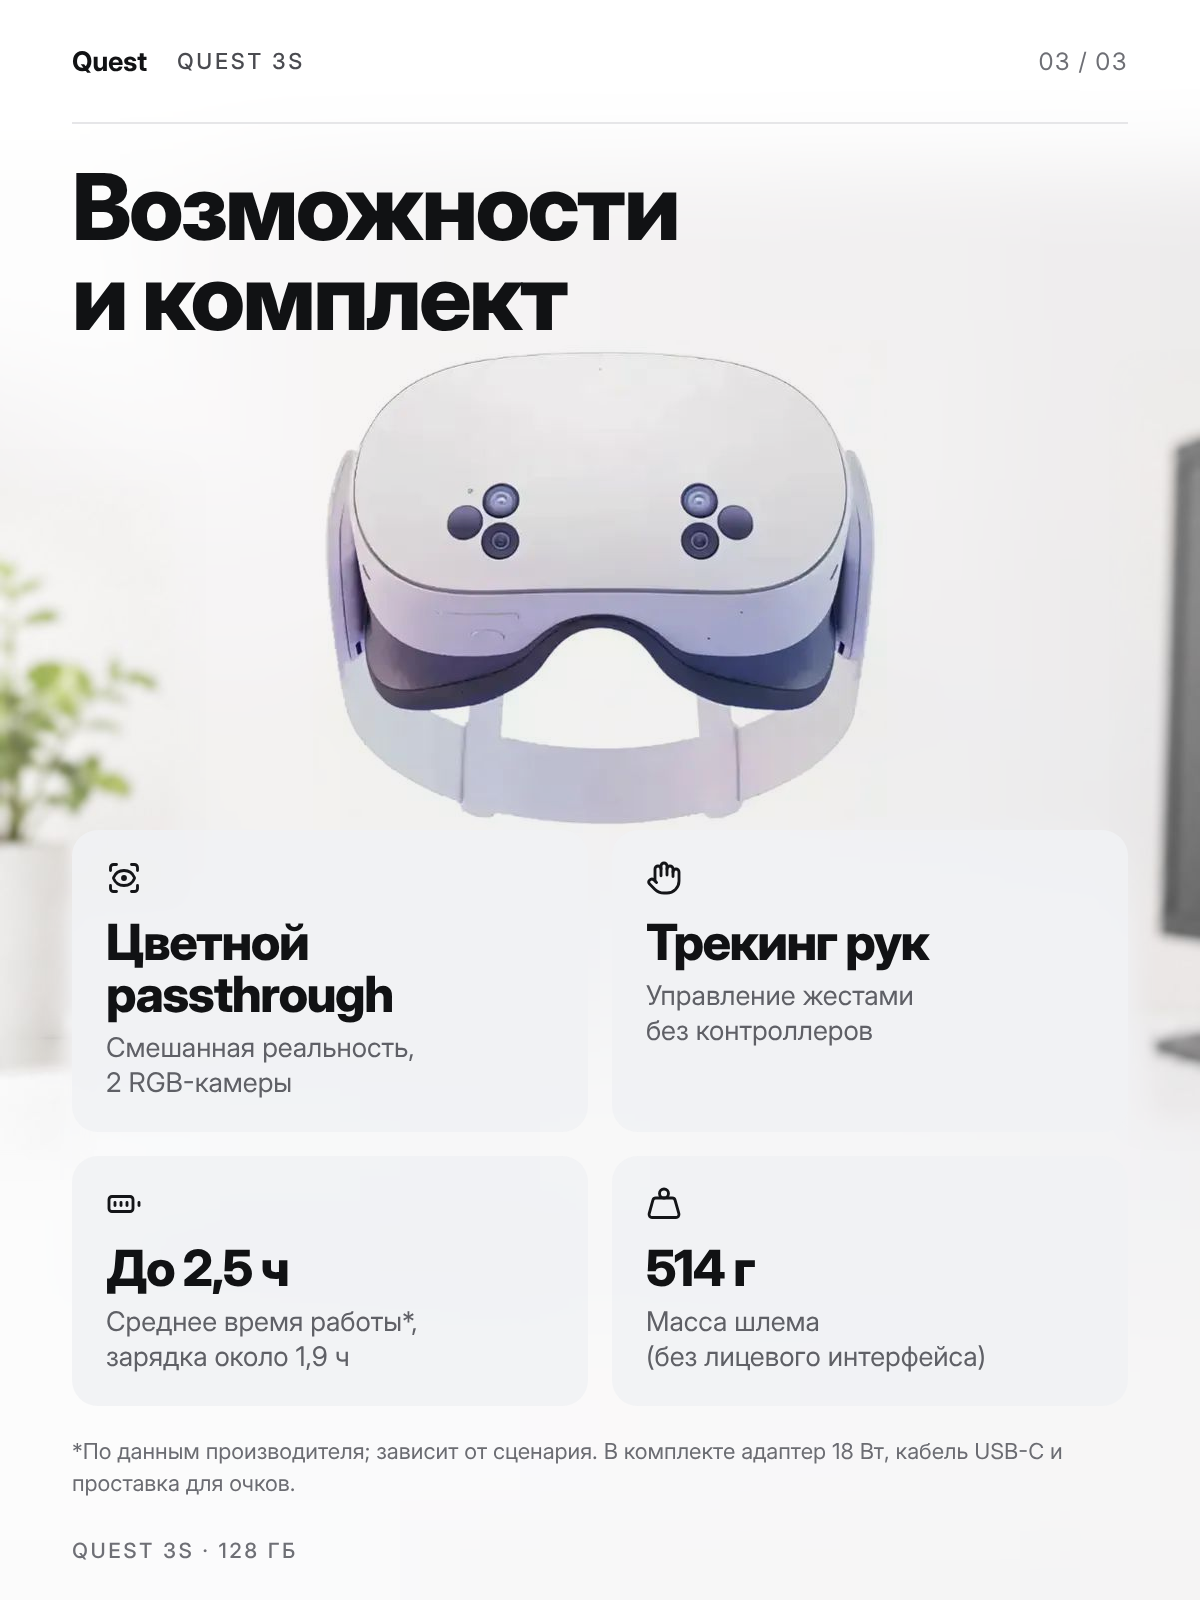 Quest QUEST 3S 03 / 03
Возможности
и комплект
Цветной
passthrough
Смешанная реальность,
2 RGB-камеры
Трекинг рук
Управление жестами
без контроллеров
До 2,5 ч
Среднее время работы*,
зарядка около 1,9 ч
514 г
Масса шлема
(без лицевого интерфейса)
*По данным производителя; зависит от сценария. В комплекте адаптер 18 Вт, кабель USB-C и
проставка для очков.
QUEST 3S · 128 ГБ